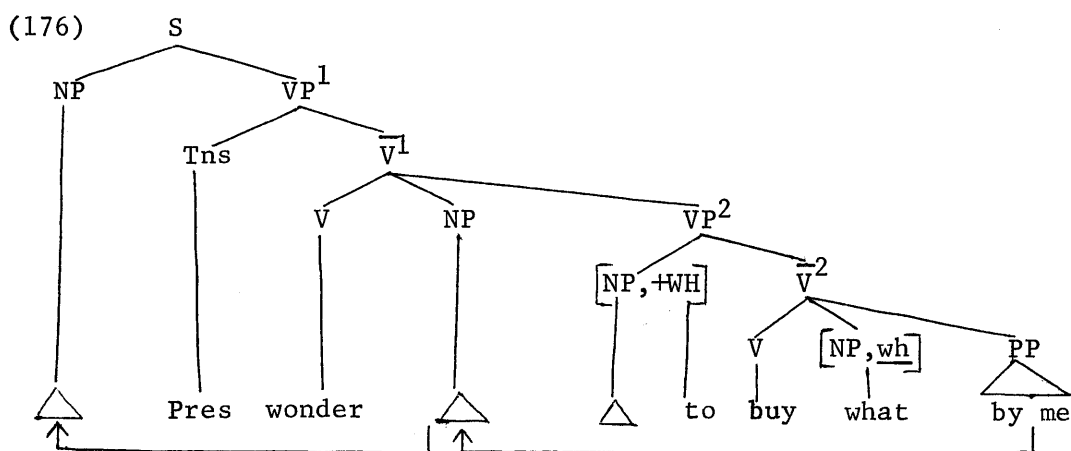 (176) S
NP VP¹
Tns V̄¹
V NP VP²
[NP,+WH] V̄²
V [NP,wh] PP
Pres wonder to buy what by me